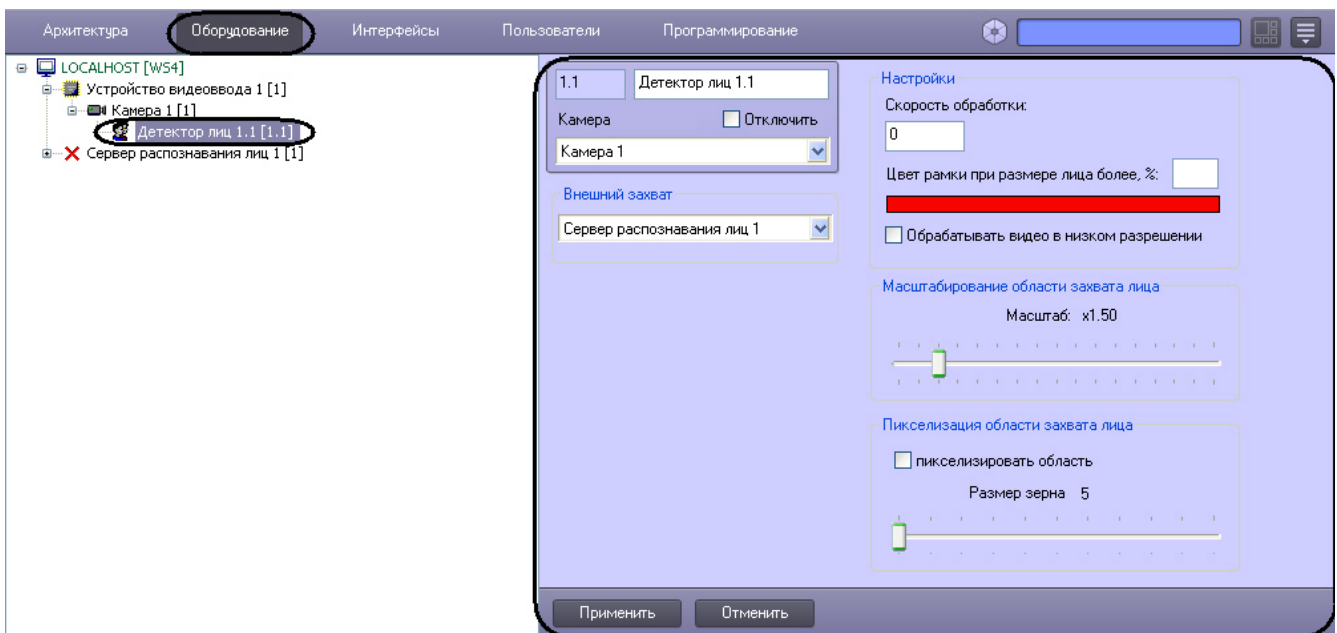 Архитектура Оборудование Интерфейсы Пользователи Программирование
LOCALHOST [WS4]
Устройство видеоввода 1 [1]
Камера 1 [1]
Детектор лиц 1.1 [1.1]
Сервер распознавания лиц 1 [1]
1.1 Детектор лиц 1.1
Камера Отключить
Камера 1
Внешний захват
Сервер распознавания лиц 1
Настройки
Скорость обработки:
0
Цвет рамки при размере лица более, %:
Обрабатывать видео в низком разрешении
Масштабирование области захвата лица
Масштаб: x1.50
Пикселизация области захвата лица
пикселизировать область
Размер зерна 5
Применить Отменить